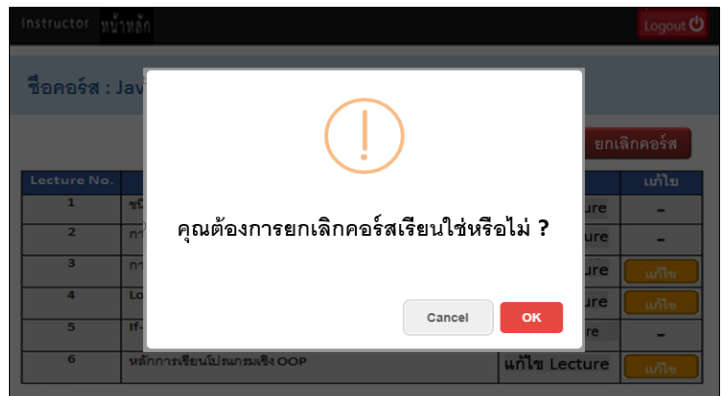 Instructor หน้าหลัก
Logout
ชื่อคอร์ส : Jav
ยกเลิกคอร์ส
Lecture No. แก้ไข
1 ure -
2 ure -
คุณต้องการยกเลิกคอร์สเรียนใช่หรือไม่ ?
3 ure แก้ไข
4 Lo ure แก้ไข
Cancel OK
5 If- re -
6 หลักการเขียนโปรแกรมเชิง OOP แก้ไข Lecture แก้ไข